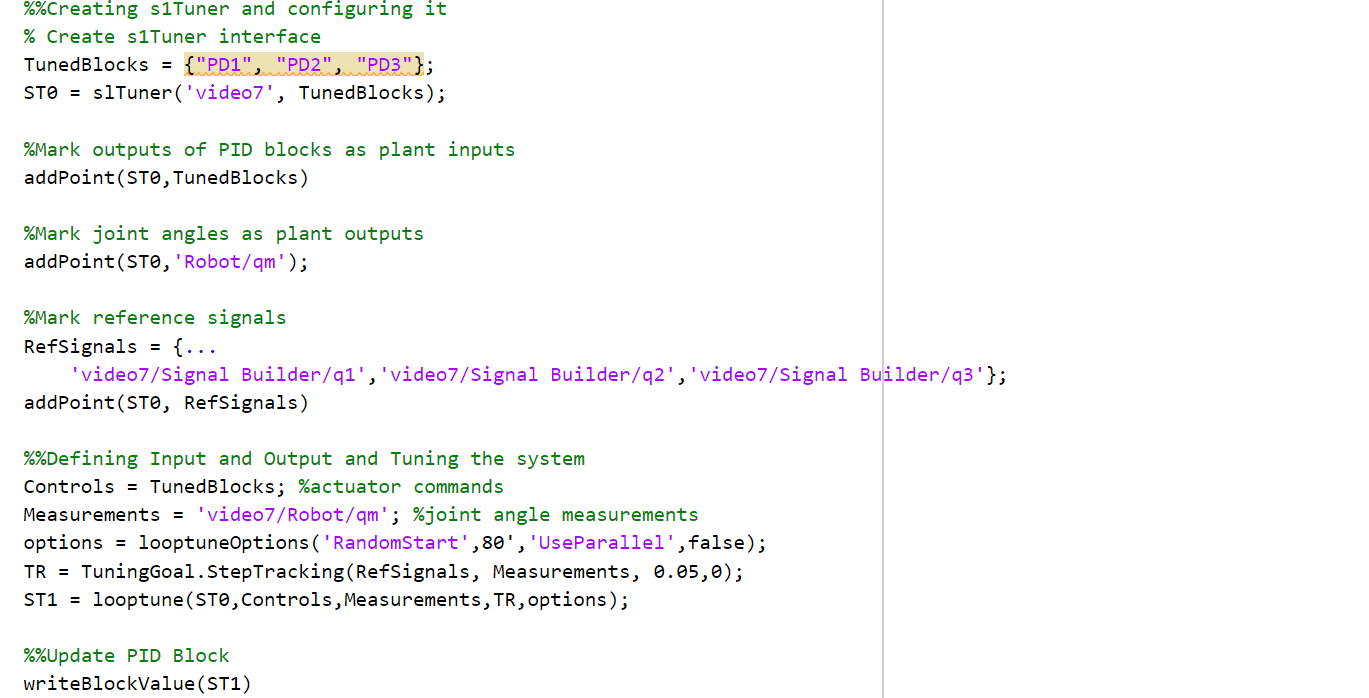 %%Creating s1Tuner and configuring it
% Create s1Tuner interface
TunedBlocks = {"PD1", "PD2", "PD3"};
ST0 = slTuner('video7', TunedBlocks);
%Mark outputs of PID blocks as plant inputs
addPoint(ST0,TunedBlocks)
%Mark joint angles as plant outputs
addPoint(ST0,'Robot/qm');
%Mark reference signals
RefSignals = {...
'video7/Signal Builder/q1','video7/Signal Builder/q2','video7/Signal Builder/q3'};
addPoint(ST0, RefSignals)
%%Defining Input and Output and Tuning the system
Controls = TunedBlocks; %actuator commands
Measurements = 'video7/Robot/qm'; %joint angle measurements
options = looptuneOptions('RandomStart',80','UseParallel',false);
TR = TuningGoal.StepTracking(RefSignals, Measurements, 0.05,0);
ST1 = looptune(ST0,Controls,Measurements,TR,options);
%%Update PID Block
writeBlockValue(ST1)